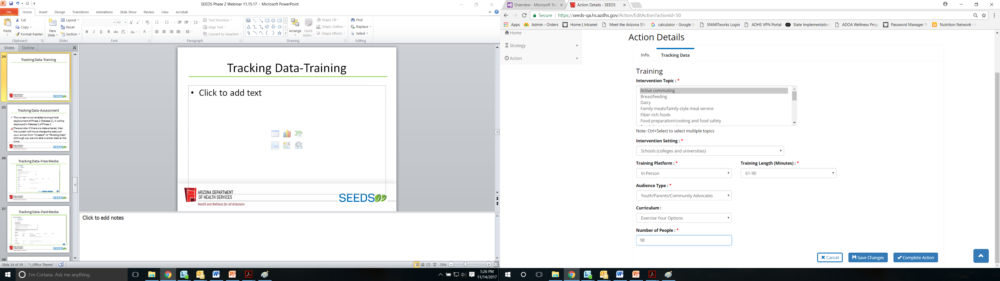 SEEDS Phase 2 Webinar 11.15.17 - Microsoft PowerPoint
File Home Insert Design Transitions Animations Slide Show Review View Acrobat
Paste
Cut
Copy
Format Painter
Clipboard
New Slide
Layout
Reset
Section
Slides
44
Font
Text Direction
Align Text
Convert to SmartArt
Paragraph
Arrange
Quick Styles
Shape Fill
Shape Outline
Shape Effects
Drawing
Find
Replace
Select
Editing
Slides Outline
24
Tracking Data-Training
SEEDS
25
Tracking Data-Assessment
• This screen is not enabled during initial
deployment of Phase 2 (Release 1), it will be
deployed in Release 2 of Phase 2.
Please note: if there is a date entered, then
the system will move change the status of
your action from "Created" to "Pending Data"
although you are not able to enter data at this
time.
SEEDS
26
Tracking Data-Free Media
SEEDS
27
Tracking Data-Paid Media
SEEDS
28
Tracking Data-Training
• Click to add text
ARIZONA DEPARTMENT
OF HEALTH SERVICES
Health and Wellness for all Arizonans
SEEDS
Click to add notes
Slide 24 of 39 "1_Office Theme" 70%
I'm Cortana. Ask me anything.
5:26 PM
11/14/2017
Overview - Microsoft Tea
Action Details - SEEDS
Secure https://seeds-qa.hs.azdhs.gov/Action/EditAction?actionid=50
Apps Admin - Orders Home | Intranet Meet the Arizona SN calculator - Google S SMARTworks Login ADHS VPN Portal State Implementation ADOA Wellness Prog Password Manager Nutrition Network -
Home
Strategy
Action
Action Details
Info. Tracking Data
Training
Intervention Topic : *
Active commuting
Breastfeeding
Dairy
Family meals/family-style meal service
Fiber-rich foods
Food preparation/cooking and food safety
Note: Ctrl+Select to select multiple topics
Intervention Setting : *
Schools (colleges and universities)
Training Platform : * Training Length (Minutes) : *
In-Person 61-90
Audience Type : *
Youth/Parents/Community Advocates
Curriculum :
Exercise Your Options
Number of People : *
98
Cancel Save Changes Complete Action